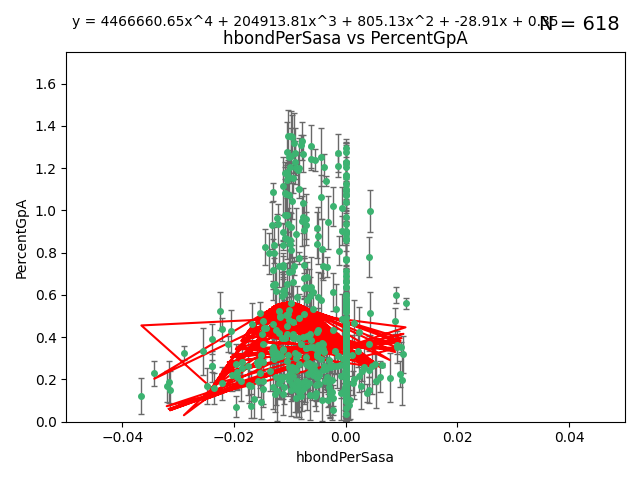 y = 4466660.65x^4 + 204913.81x^3 + 805.13x^2 + -28.91x + 
N = 618
hbondPerSasa vs PercentGpA
1.6
1.4
1.2
1.0
0.8
0.6
0.4
0.2
0.0
PercentGpA
−0.04 −0.02 0.00 0.02 0.04
hbondPerSasa